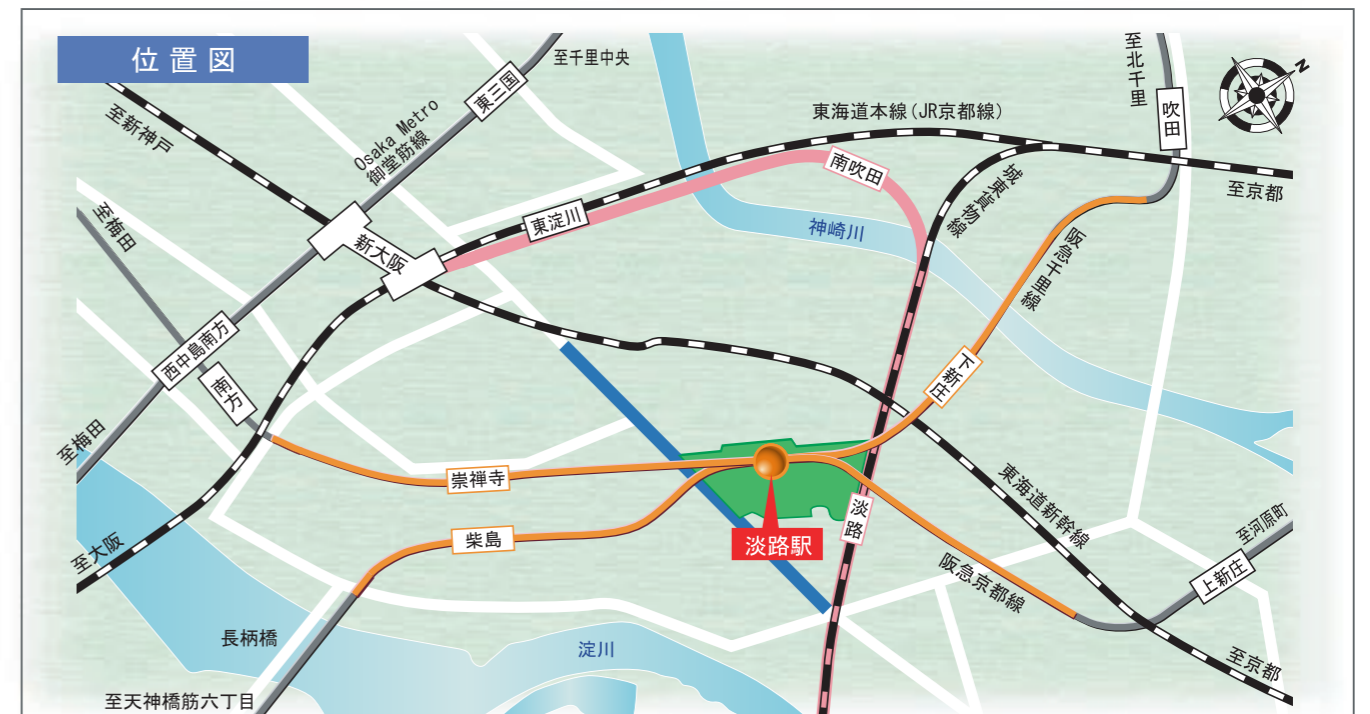 位置図
至千里中央
東三国
Osaka Metro
御堂筋線
至新神戸
至北千里
吹田
N
東海道本線(JR京都線)
南吹田
城東貨物線
至京都
至梅田
東淀川
神崎川
阪急千里線
新大阪
西中島南方
南方
下新庄
至梅田
崇禅寺
柴島
淡路駅
淡路
東海道新幹線
至河原町
上新庄
阪急京都線
至大阪
長柄橋
淀川
至京都
至天神橋筋六丁目